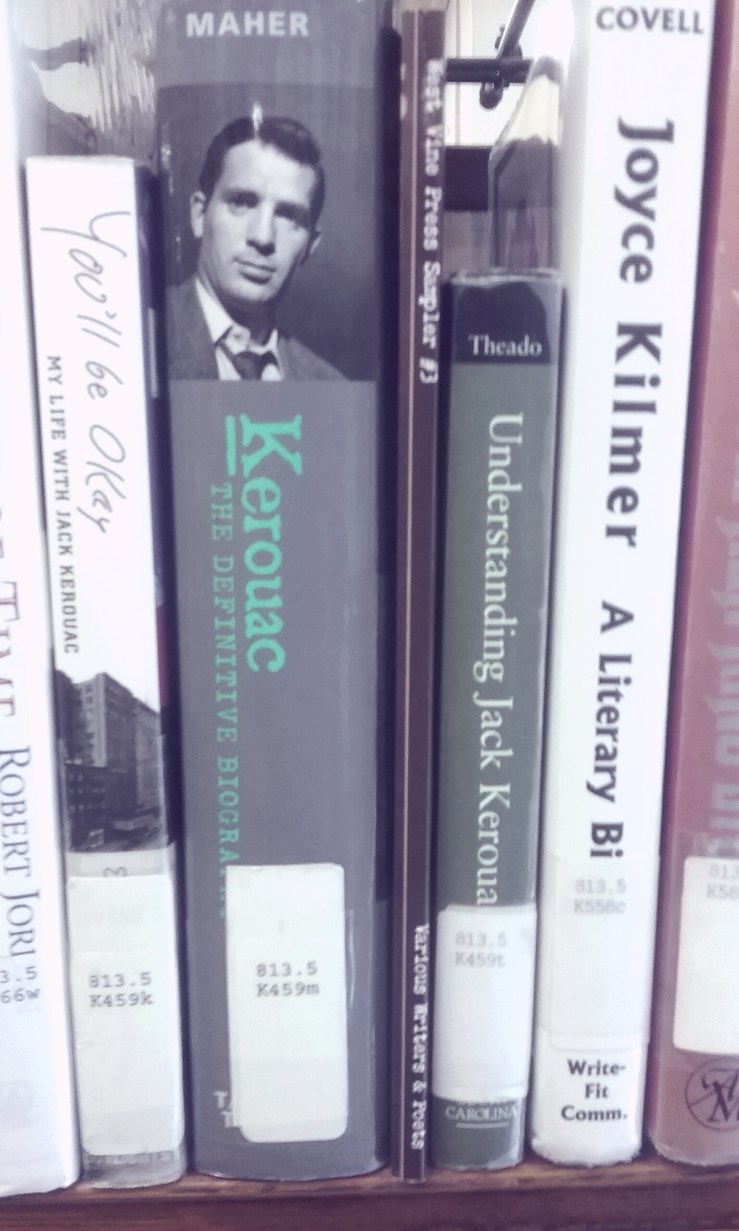 TIME ROBERT JORI
3.5
66w
You'll be Okay
MY LIFE WITH JACK KEROUAC
813.5
K459k
MAHER
Kerouac
THE DEFINITIVE BIOGRA
813.5
K459m
West Vine Press Sampler #3
Various Writers & Poets
Theado
Understanding Jack Keroua
813.5
K459t
CAROLINA
COVELL
Joyce Kilmer A Literary Bi
813.5
K558c
Write-
Fit
Comm.
813
K58